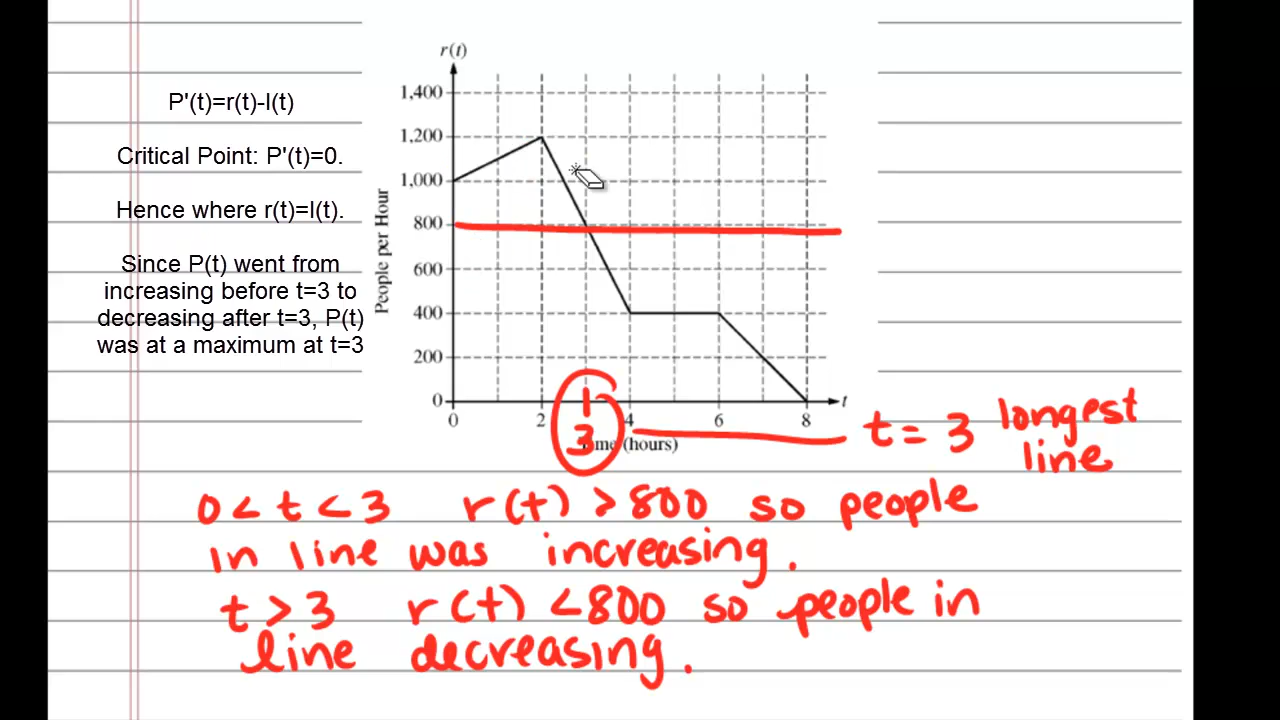 P'(t)=r(t)-l(t)
Critical Point: P'(t)=0.
Hence where r(t)=l(t).
Since P(t) went from
increasing before t=3 to
decreasing after t=3, P(t)
was at a maximum at t=3
r(t)
1,400
1,200
1,000
800
600
400
200
0
People per Hour
0 2 3 4 6 8 t
(hours)
t = 3 longest
line
0 < t < 3 r(t) > 800 so people
in line was increasing.
t > 3 r(t) < 800 so people in
line decreasing.